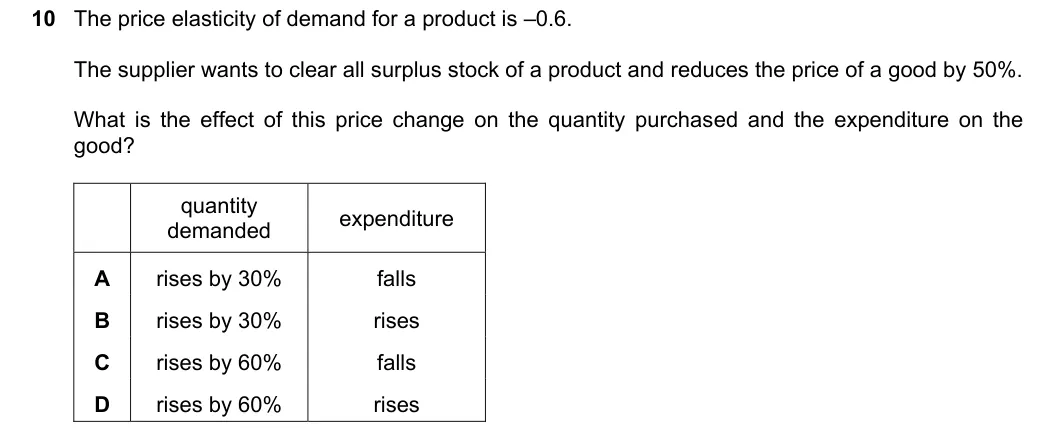 10 The price elasticity of demand for a product is –0.6.
The supplier wants to clear all surplus stock of a product and reduces the price of a good by 50%.
What is the effect of this price change on the quantity purchased and the expenditure on the
good?
quantity
demanded
expenditure
A rises by 30% falls
B rises by 30% rises
C rises by 60% falls
D rises by 60% rises